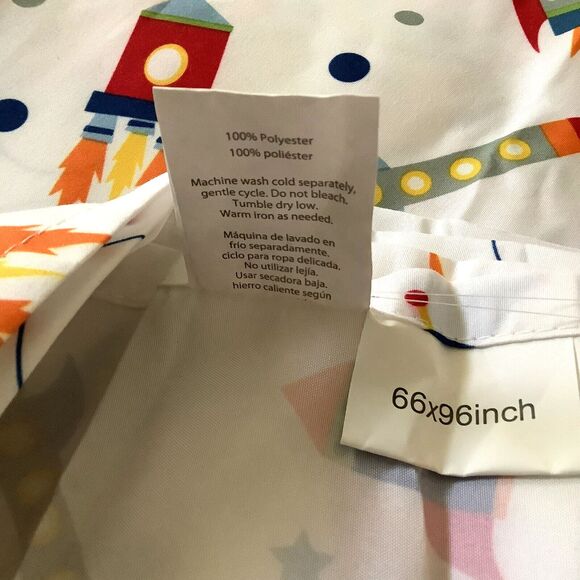 100% Polyester
100% poliéster
Machine wash cold separately,
gentle cycle. Do not bleach.
Tumble dry low.
Warm iron as needed.
Máquina de lavado en
frío separadamente.
ciclo para ropa delicada.
No utilizar lejía.
Usar secadora baja.
hierro caliente según
66x96inch